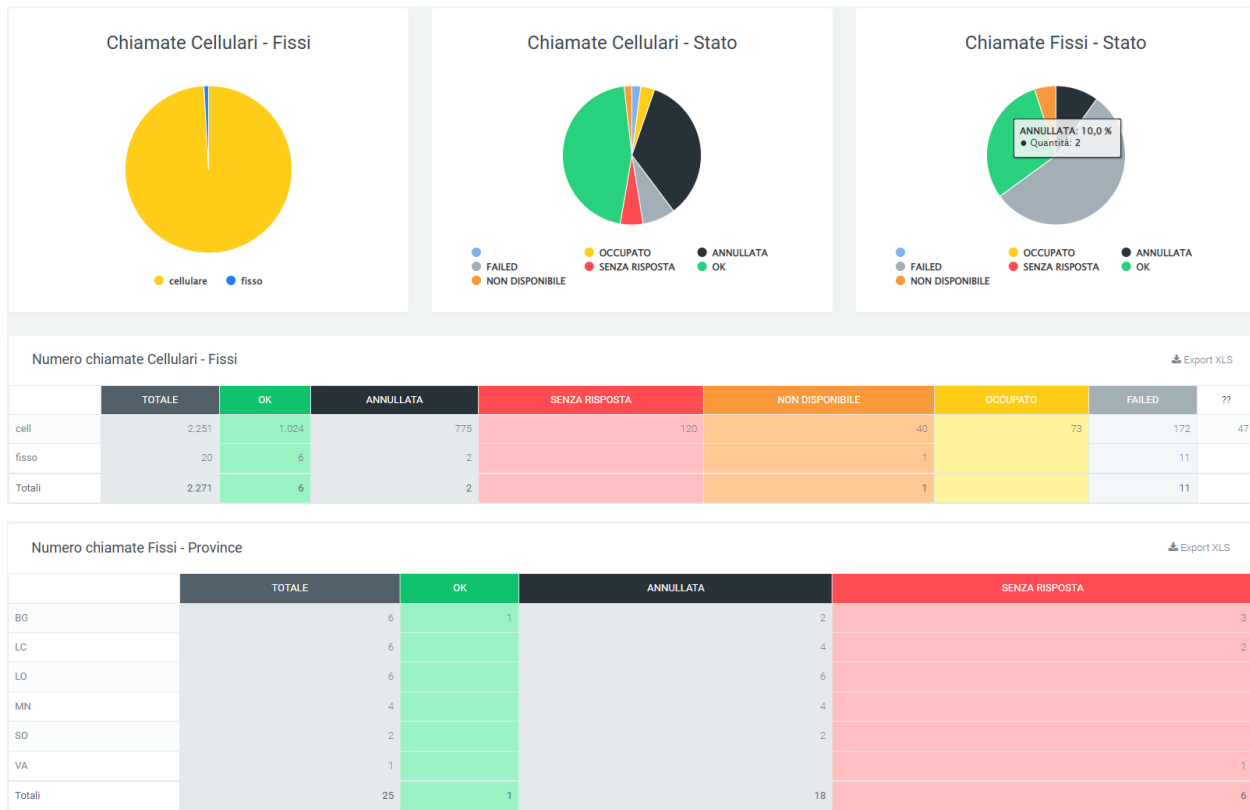 Chiamate Cellulari - Fissi
cellulare fisso
Chiamate Cellulari - Stato
OCCUPATO ANNULLATA
FAILED SENZA RISPOSTA OK
NON DISPONIBILE
Chiamate Fissi - Stato
ANNULLATA: 10,0 %
● Quantità: 2
OCCUPATO ANNULLATA
FAILED SENZA RISPOSTA OK
NON DISPONIBILE
Numero chiamate Cellulari - Fissi Export XLS
TOTALE OK ANNULLATA SENZA RISPOSTA NON DISPONIBILE OCCUPATO FAILED ??
cell 2.251 1.024 775 120 40 73 172 47
fisso 20 6 2 1 11
Totali 2.271 6 2 1 11
Numero chiamate Fissi - Province Export XLS
TOTALE OK ANNULLATA SENZA RISPOSTA
BG 6 1 2 3
LC 6 4 2
LO 6 6
MN 4 4
SO 2 2
VA 1 1
Totali 25 1 18 6